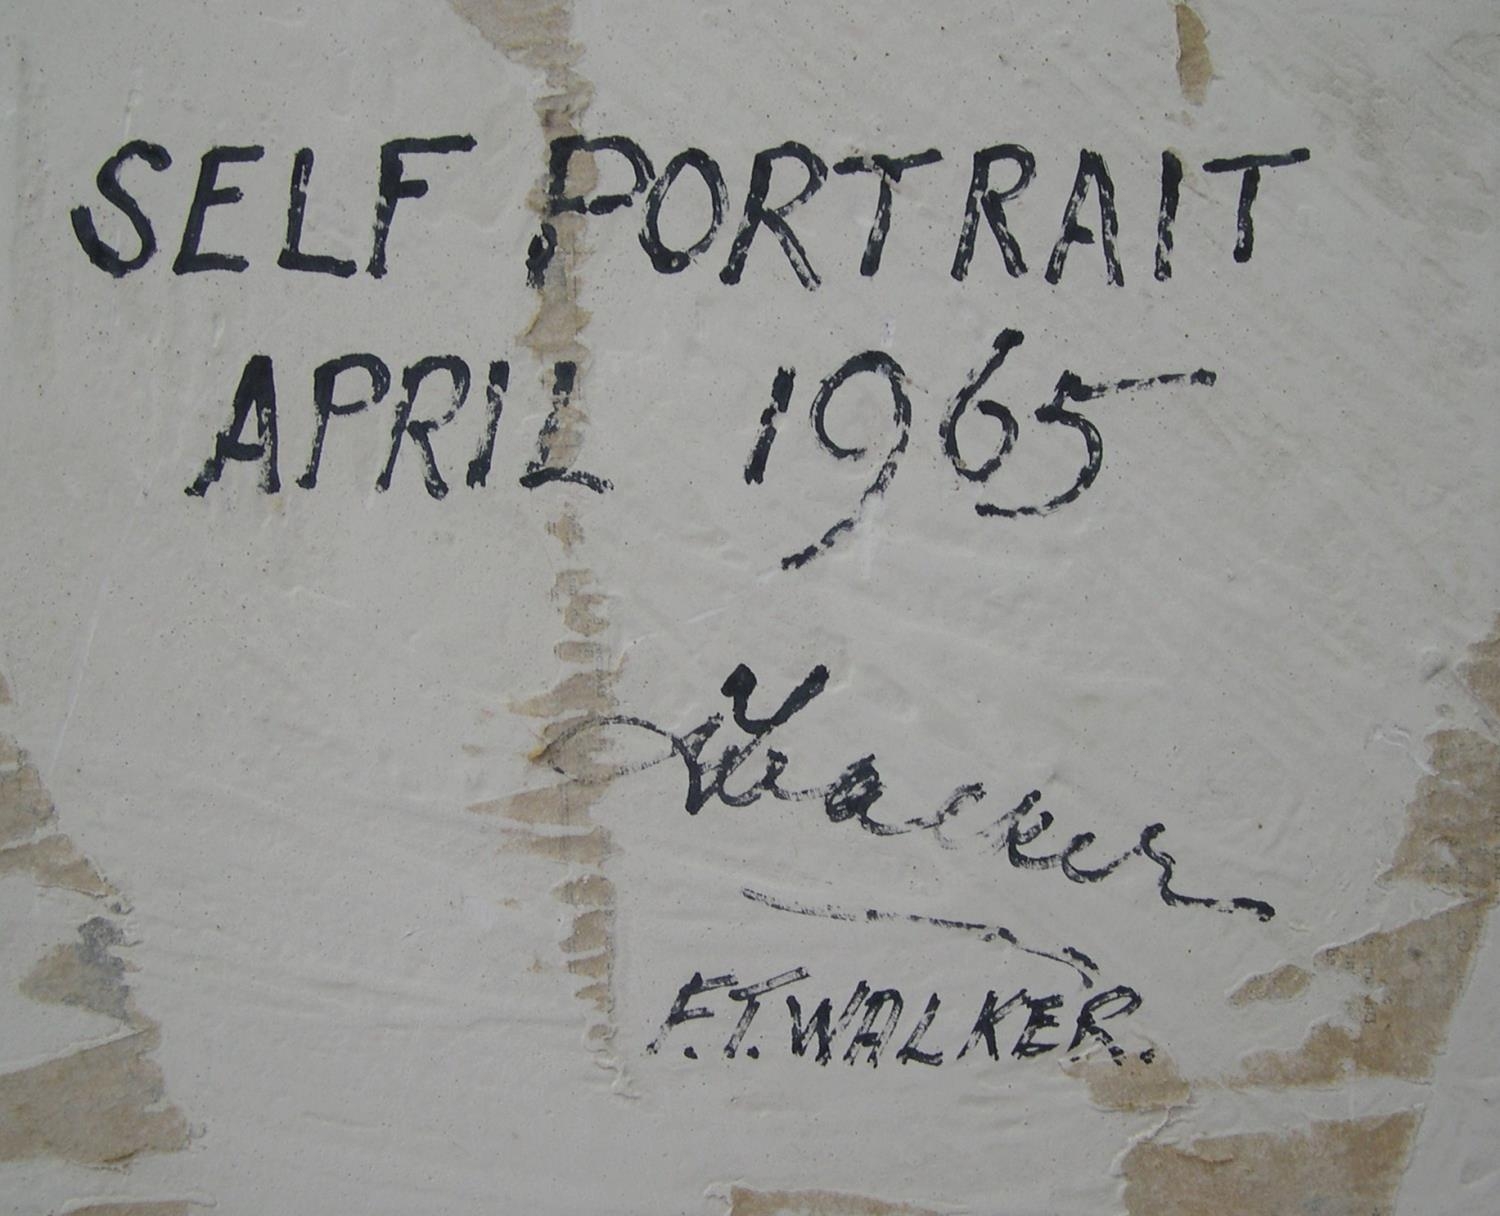 SELF PORTRAIT
APRIL 1965
Walker
F.T. WALKER.